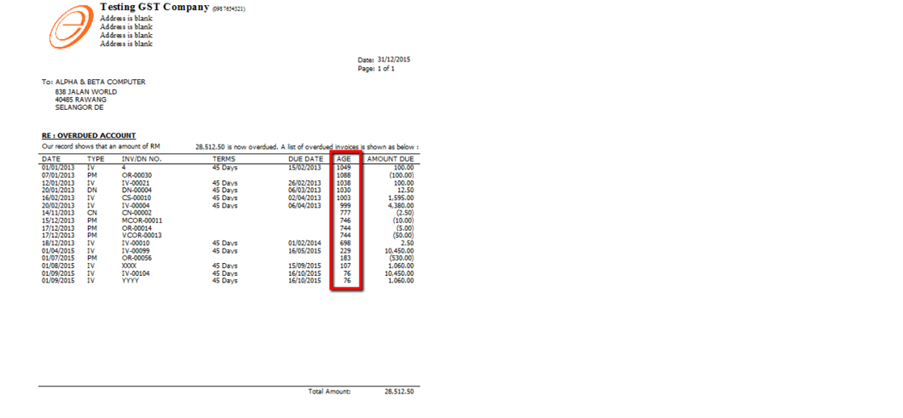 Testing GST Company (0987654321)
Address is blank
Address is blank
Address is blank
Address is blank
Date: 31/12/2015
Page: 1 of 1
To: ALPHA & BETA COMPUTER
838 JALAN WORLD
40485 RAWANG
SELANGOR DE
RE : OVERDUED ACCOUNT
Our record shows that an amount of RM 28,512.50 is now overdued. A list of overdued invoices is shown as below :
DATE TYPE INV/DN NO. TERMS DUE DATE AGE AMOUNT DUE
01/01/2013 IV 4 45 Days 15/02/2013 1049 100.00
07/01/2013 PM OR-00030 1088 (100.00)
12/01/2013 IV IV-00021 45 Days 26/02/2013 1038 100.00
20/01/2013 DN DN-00004 45 Days 06/03/2013 1030 12.50
16/02/2013 IV CS-00010 45 Days 02/04/2013 1003 1,595.00
20/02/2013 IV IV-00004 45 Days 06/04/2013 999 4,380.00
14/11/2013 CN CN-00002 777 (2.50)
15/12/2013 PM MCOR-00011 746 (10.00)
17/12/2013 PM OR-00014 744 (5.00)
17/12/2013 PM VCOR-00013 744 (50.00)
18/12/2013 IV IV-00010 45 Days 01/02/2014 698 2.50
01/04/2015 IV IV-00099 45 Days 16/05/2015 229 10,450.00
01/07/2015 PM OR-00056 183 (530.00)
01/08/2015 IV XXXX 45 Days 15/09/2015 107 1,060.00
01/09/2015 IV IV-00104 45 Days 16/10/2015 76 10,450.00
01/09/2015 IV YYYY 45 Days 16/10/2015 76 1,060.00
Total Amount: 28,512.50